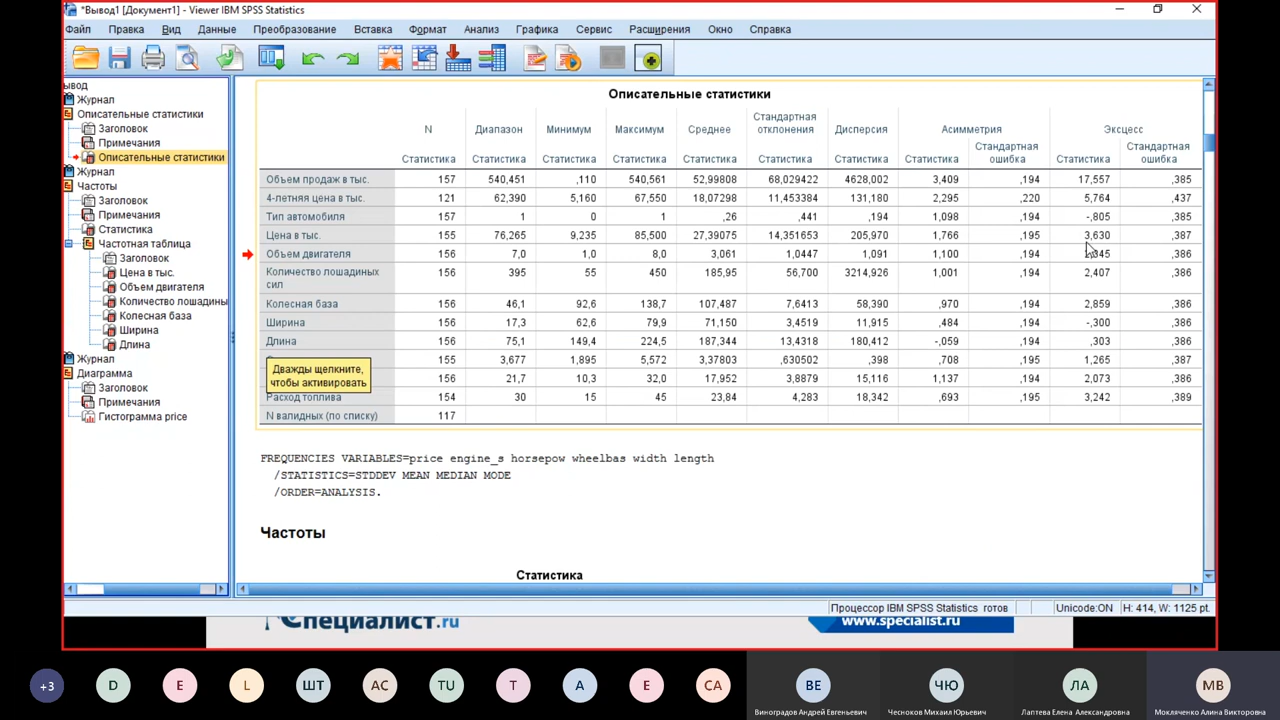 *Вывод1 [Документ1] - Viewer IBM SPSS Statistics
Файл Правка Вид Данные Преобразование Вставка Формат Анализ Графика Сервис Расширения Окно Справка
вывод
Журнал
Описательные статистики
Заголовок
Примечания
Описательные статистики
Журнал
Частоты
Заголовок
Примечания
Статистика
Частотная таблица
Заголовок
Цена в тыс.
Объем двигателя
Количество лошадины
Колесная база
Ширина
Длина
Журнал
Диаграмма
Заголовок
Примечания
Гистограмма price
Описательные статистики
N Диапазон Минимум Максимум Среднее Стандартная отклонения Дисперсия Асимметрия Эксцесс
Статистика Статистика Статистика Статистика Статистика Статистика Статистика Статистика Стандартная ошибка Статистика Стандартная ошибка
Объем продаж в тыс. 157 540,451 ,110 540,561 52,99808 68,029422 4628,002 3,409 ,194 17,557 ,385
4-летняя цена в тыс. 121 62,390 5,160 67,550 18,07298 11,453384 131,180 2,295 ,220 5,764 ,437
Тип автомобиля 157 1 0 1 ,26 ,441 ,194 1,098 ,194 -,805 ,385
Цена в тыс. 155 76,265 9,235 85,500 27,39075 14,351653 205,970 1,766 ,195 3,630 ,387
Объем двигателя 156 7,0 1,0 8,0 3,061 1,0447 1,091 1,100 ,194 ,386
Количество лошадиных сил 156 395 55 450 185,95 56,700 3214,926 1,001 ,194 2,407 ,386
Колесная база 156 46,1 92,6 138,7 107,487 7,6413 58,390 ,970 ,194 2,859 ,386
Ширина 156 17,3 62,6 79,9 71,150 3,4519 11,915 ,484 ,194 -,300 ,386
Длина 156 75,1 149,4 224,5 187,344 13,4318 180,412 -,059 ,194 ,303 ,386
155 3,677 1,895 5,572 3,37803 ,630502 ,398 ,708 ,195 1,265 ,387
156 21,7 10,3 32,0 17,952 3,8879 15,116 1,137 ,194 2,073 ,386
Расход топлива 154 30 15 45 23,84 4,283 18,342 ,693 ,195 3,242 ,389
N валидных (по списку) 117
Дважды щелкните,
чтобы активировать
FREQUENCIES VARIABLES=price engine_s horsepow wheelbas width length
/STATISTICS=STDDEV MEAN MEDIAN MODE
/ORDER=ANALYSIS.
Частоты
Статистика
Процессор IBM SPSS Statistics готов Unicode:ON H: 414, W: 1125 pt.
Специалист.ru www.specialist.ru
+3 D E L ШТ АС TU T A E СА ВЕ ЧЮ ЛА МВ
Виноградов Андрей Евгеньевич Чесноков Михаил Юрьевич Лаптева Елена Александровна Мокляченко Алина Викторовна